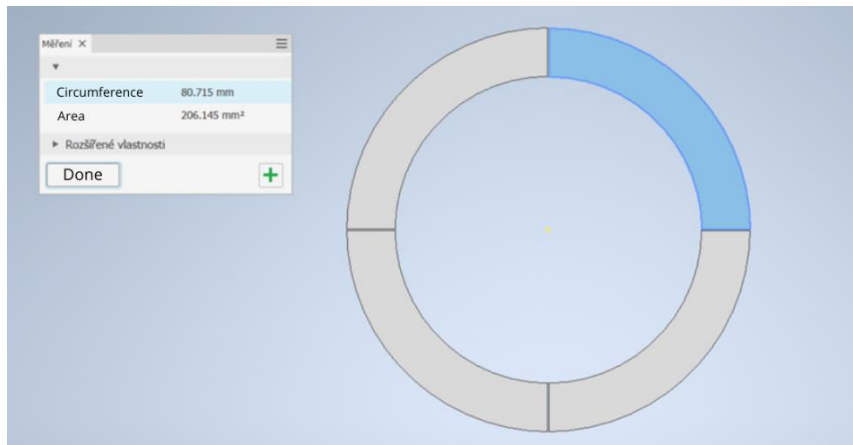 Měření X
Circumference 80.715 mm
Area 206.145 mm²
Rozšířené vlastnosti
Done